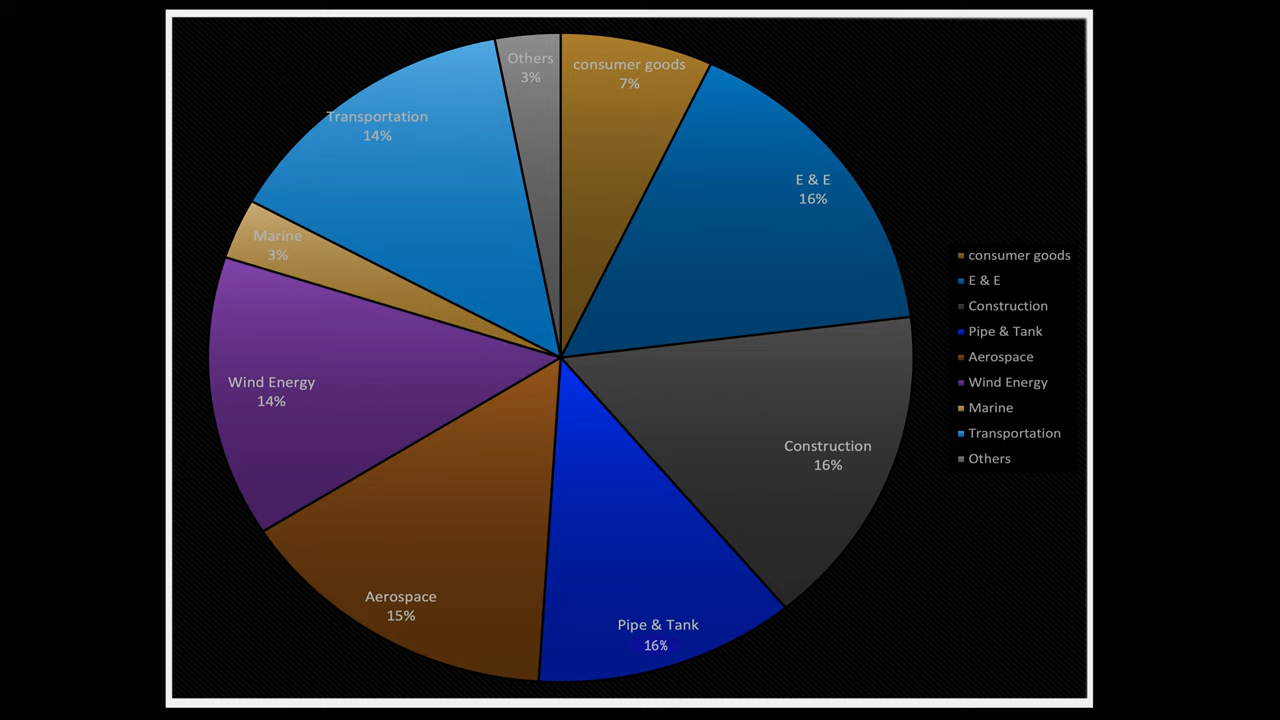 Others
3%
consumer goods
7%
Transportation
14%
E & E
16%
Marine
3%
Wind Energy
14%
Construction
16%
Aerospace
15%
Pipe & Tank
16%
consumer goods
E & E
Construction
Pipe & Tank
Aerospace
Wind Energy
Marine
Transportation
Others